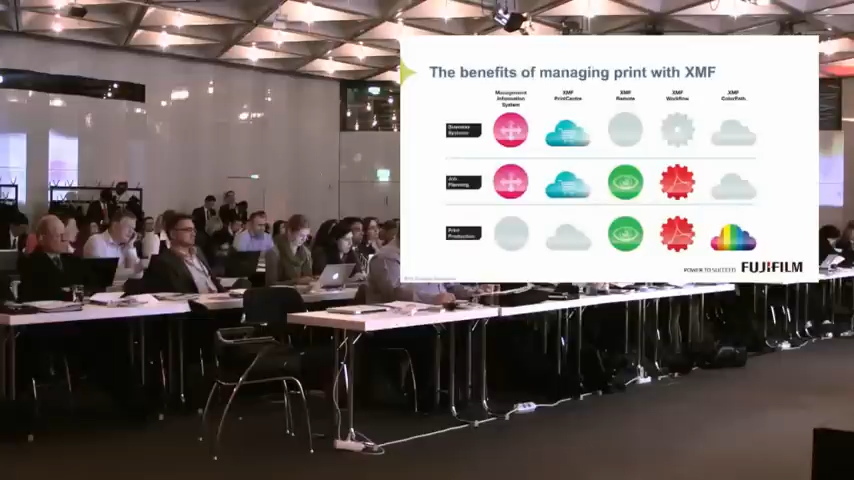 The benefits of managing print with XMF
Management
Information
System
XMF
PrintCentre
XMF
Remote
XMF
Workflow
XMF
ColorPath
Business
Systems
Job
Planning
Print
Production
POWER TO SUCCEED
FUJIFILM